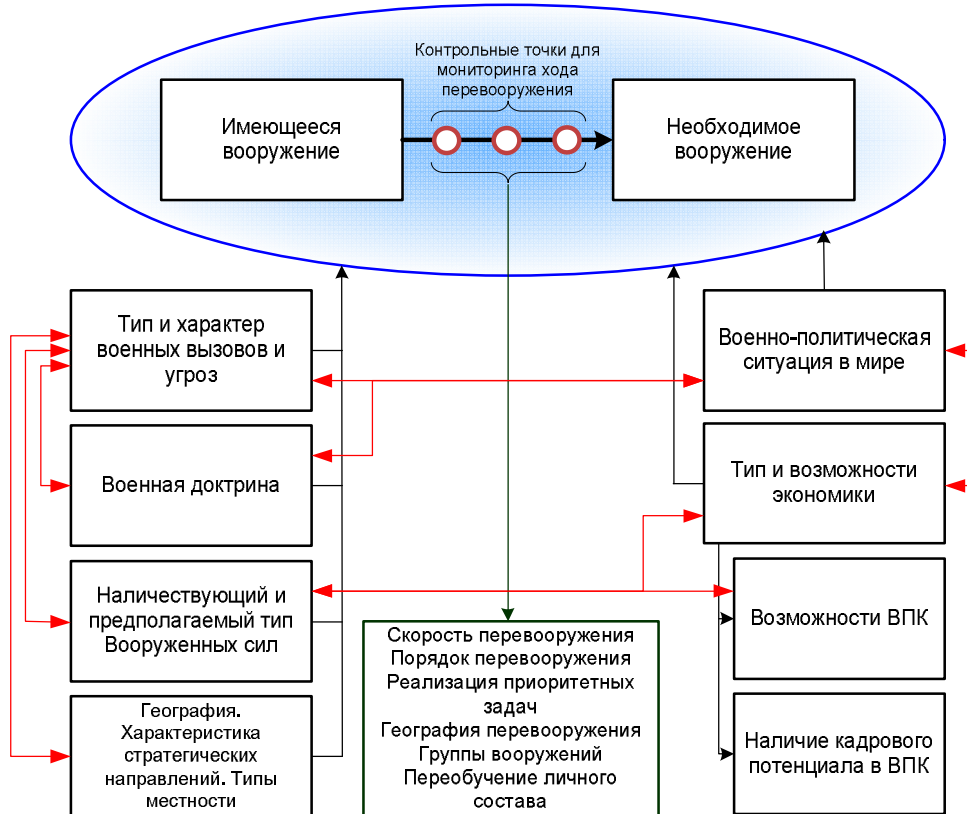 Контрольные точки для
мониторинга хода
перевооружения
Имеющееся
вооружение
Необходимое
вооружение
Тип и характер
военных вызовов и
угроз
Военная доктрина
Наличествующий и
предполагаемый тип
Вооруженных сил
География.
Характеристика
стратегических
направлений. Типы
местности
Скорость перевооружения
Порядок перевооружения
Реализация приоритетных
задач
География перевооружения
Группы вооружений
Переобучение личного
состава
Военно-политическая
ситуация в мире
Тип и возможности
экономики
Возможности ВПК
Наличие кадрового
потенциала в ВПК